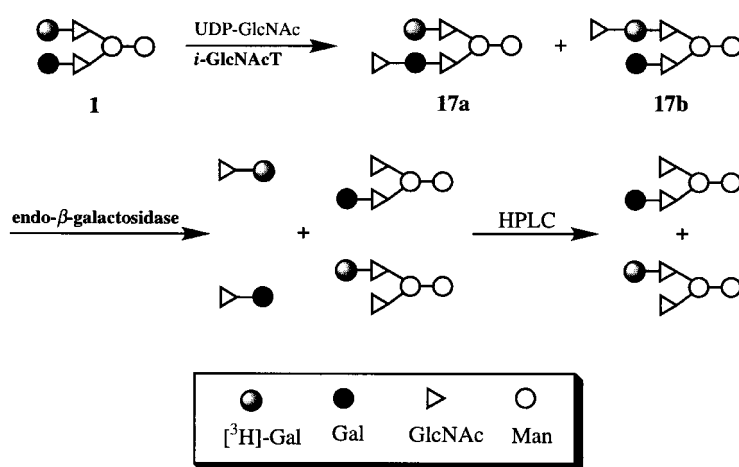 UDP-GlcNAc
i-GlcNAcT
+
1
17a
17b
endo-β-galactosidase
+
HPLC
+
[³H]-Gal Gal GlcNAc Man